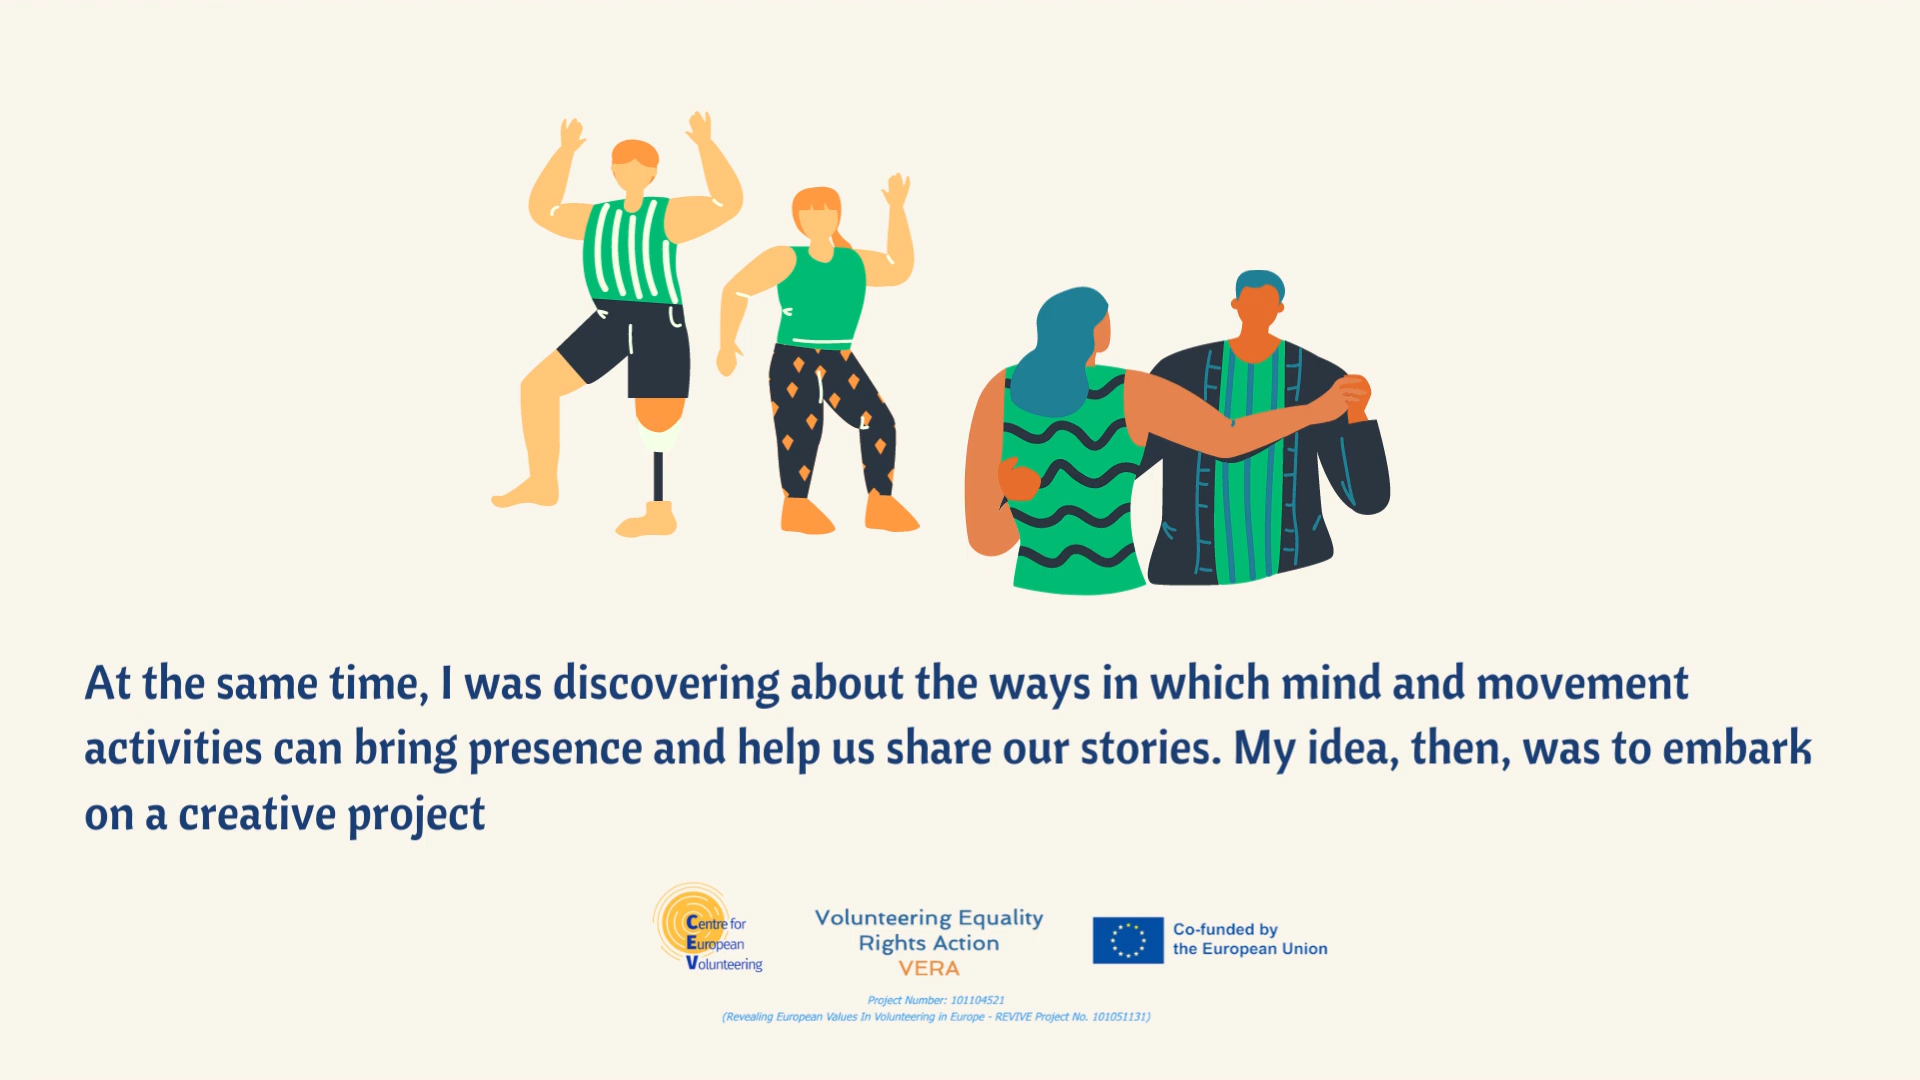 At the same time, I was discovering about the ways in which mind and movement
activities can bring presence and help us share our stories. My idea, then, was to embark
on a creative project
Centre for
European
Volunteering
Volunteering Equality
Rights Action
VERA
Co-funded by
the European Union
Project Number: 101104521
(Revealing European Values In Volunteering in Europe - REVIVE Project No. 101051131)